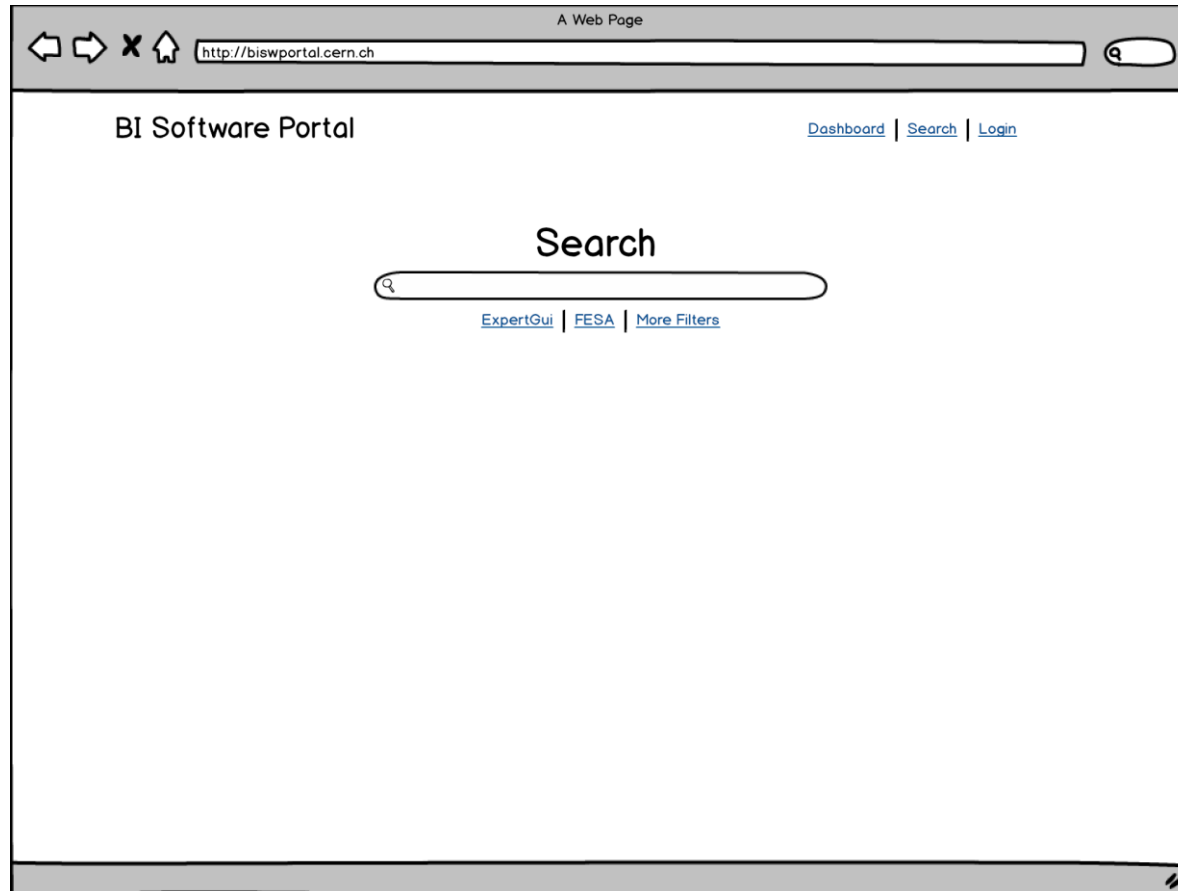 A Web Page
http://biswportal.cern.ch
BI Software Portal
Dashboard | Search | Login
Search
ExpertGui | FESA | More Filters